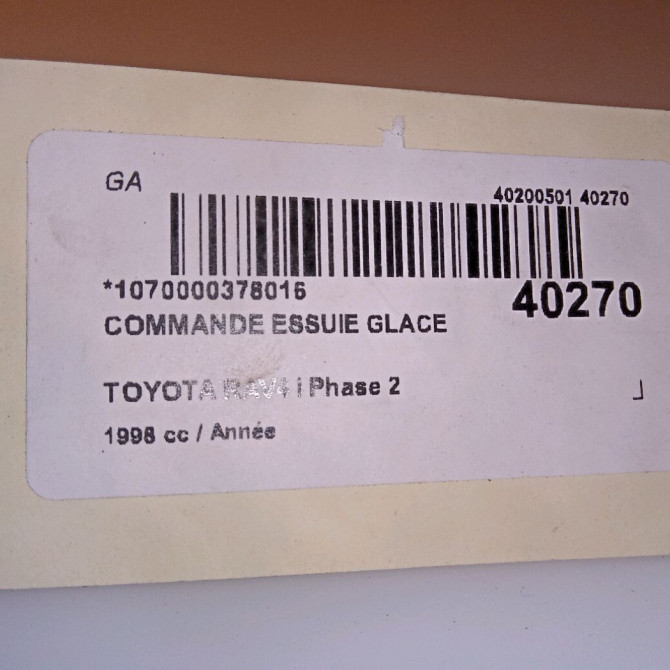 GA
40200501 40270
*1070000378016
40270
COMMANDE ESSUIE GLACE
TOYOTA RAV4 i Phase 2
1998 cc / Année